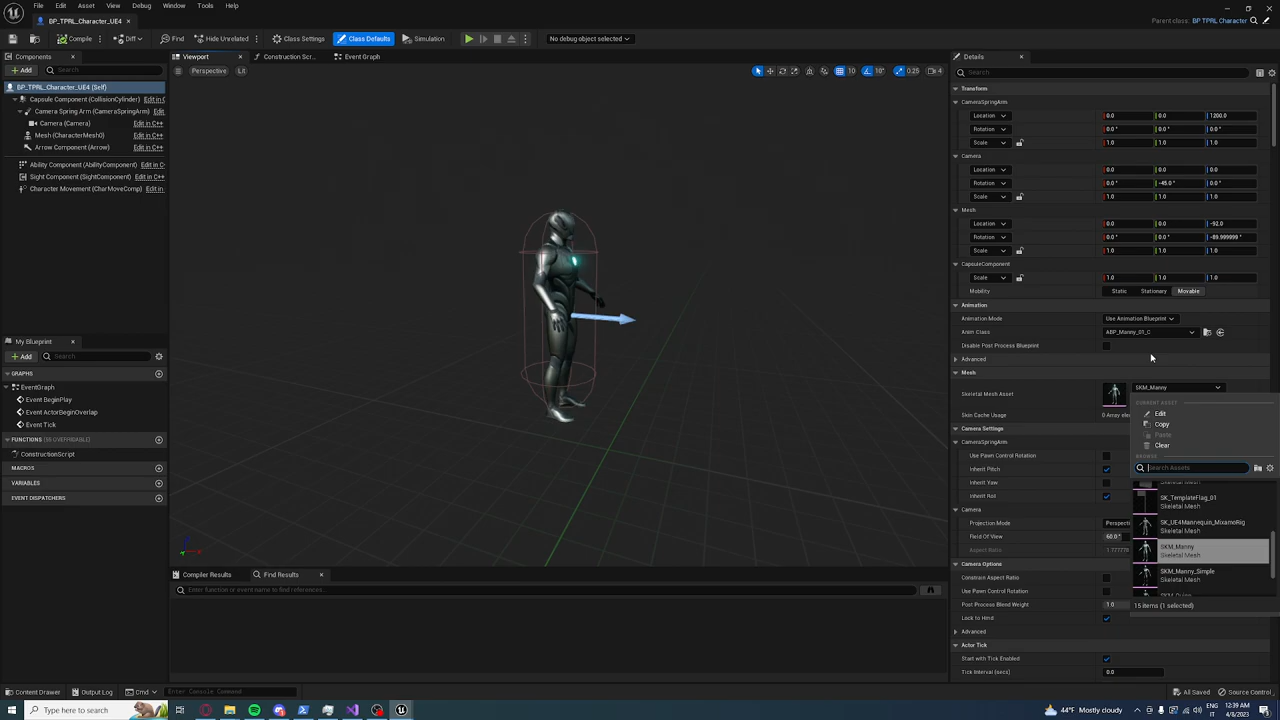 File Edit Asset View Debug Window Tools Help
BP_TPRL_Character_UE4
Parent class: BP TPRL Character
Compile Diff Find Hide Unrelated Class Settings Class Defaults Simulation No debug object selected
Components
Add Search
BP_TPRL_Character_UE4 (Self)
Capsule Component (CollisionCylinder) Edit in C
Camera Spring Arm (CameraSpringArm) Edit
Camera (Camera) Edit in C++
Mesh (CharacterMesh0) Edit in C++
Arrow Component (Arrow) Edit in C++
Ability Component (AbilityComponent) Edit in C
Sight Component (SightComponent) Edit in C++
Character Movement (CharMoveComp) Edit in
My Blueprint
Add Search
GRAPHS
EventGraph
Event BeginPlay
Event ActorBeginOverlap
Event Tick
FUNCTIONS (55 OVERRIDABLE)
ConstructionScript
MACROS
VARIABLES
EVENT DISPATCHERS
Viewport Construction Scr... Event Graph
Perspective Lit
10 10° 0.25 4
Compiler Results Find Results
Enter function or event name to find references...
Details
Search
Transform
CameraSpringArm
Location 0.0 0.0 1200.0
Rotation 0.0° 0.0° 0.0°
Scale 1.0 1.0 1.0
Camera
Location 0.0 0.0 0.0
Rotation 0.0° -45.0° 0.0°
Scale 1.0 1.0 1.0
Mesh
Location 0.0 0.0 -92.0
Rotation 0.0° 0.0° -89.999999°
Scale 1.0 1.0 1.0
CapsuleComponent
Scale 1.0 1.0 1.0
Mobility Static Stationary Movable
Animation
Animation Mode Use Animation Blueprint
Anim Class ABP_Manny_01_C
Disable Post Process Blueprint
Advanced
Mesh
Skeletal Mesh Asset SKM_Manny
Skin Cache Usage 0 Array ele
Camera Settings
CameraSpringArm
Use Pawn Control Rotation
Inherit Pitch
Inherit Yaw
Inherit Roll
Camera
Projection Mode Perspecti
Field Of View 60.0°
Aspect Ratio 1.777778
Camera Options
Constrain Aspect Ratio
Use Pawn Control Rotation
Post Process Blend Weight 1.0
Lock to Hmd
Advanced
Actor Tick
Start with Tick Enabled
Tick Interval (secs) 0.0
CURRENT ASSET
Edit
Copy
Paste
Clear
BROWSE
Search Assets
Skeletal Mesh
SK_TemplateFlag_01
Skeletal Mesh
SK_UE4Mannequin_MixamoRig
Skeletal Mesh
SKM_Manny
Skeletal Mesh
SKM_Manny_Simple
Skeletal Mesh
15 items (1 selected)
Content Drawer Output Log Cmd Enter Console Command
All Saved Source Control
Type here to search
44°F Mostly cloudy
IT
12:39 AM
4/8/2023